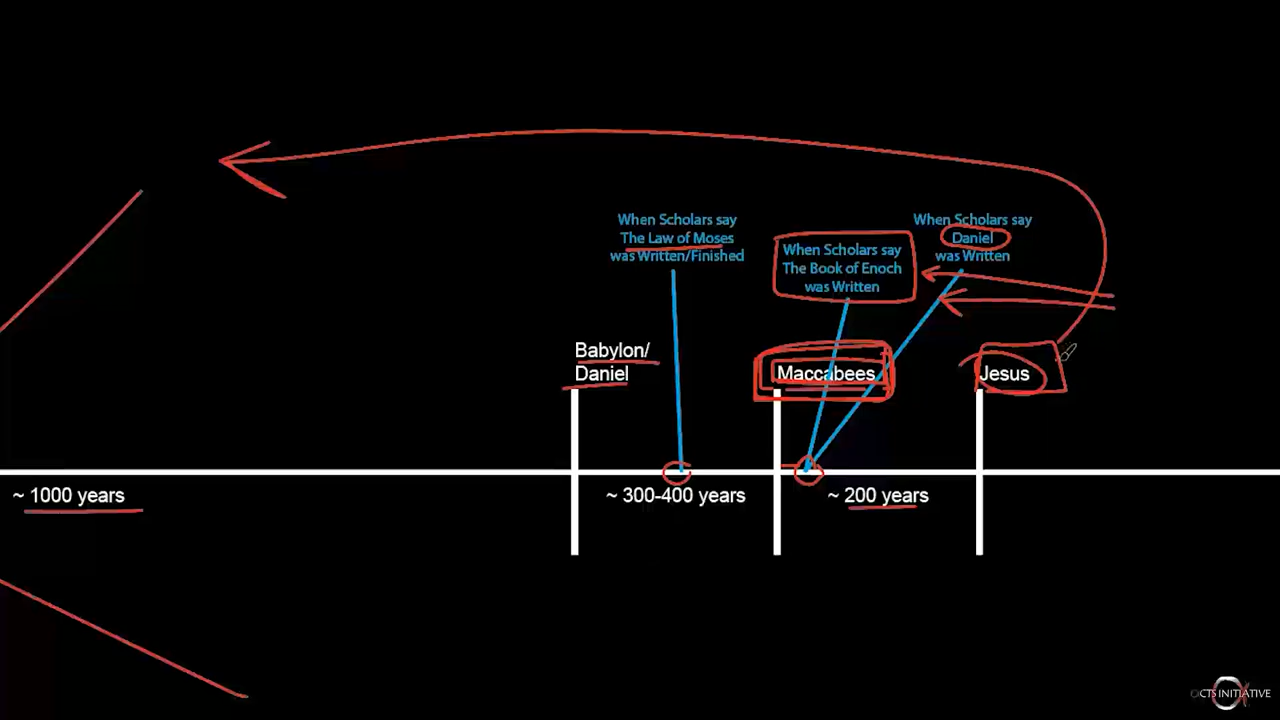 When Scholars say
The Law of Moses
was Written/Finished
When Scholars say
The Book of Enoch
was Written
When Scholars say
Daniel
was Written
Babylon/
Daniel
Maccabees
Jesus
~ 1000 years
~ 300-400 years
~ 200 years
CTS INITIATIVE